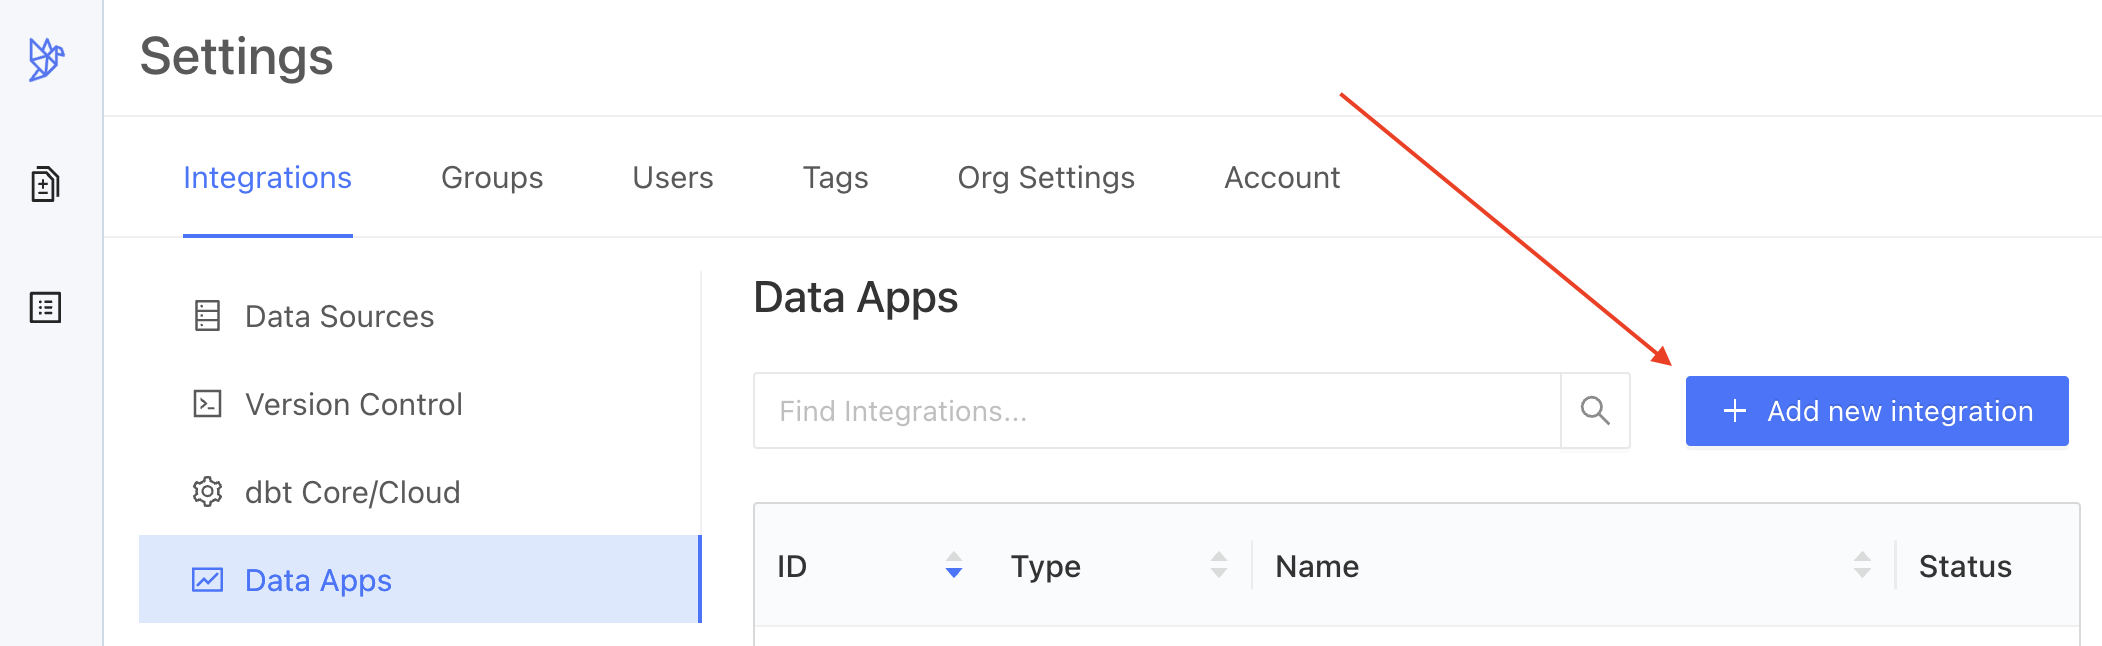 Settings
Integrations Groups Users Tags Org Settings Account
Data Sources
Version Control
dbt Core/Cloud
Data Apps
Data Apps
Find Integrations...
+ Add new integration
ID Type Name Status